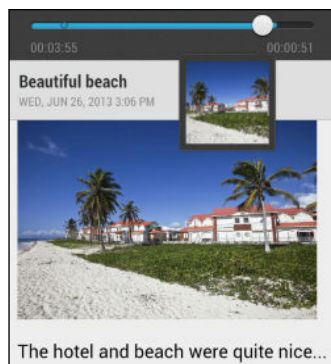 00:03:55 00:00:51
Beautiful beach
WED, JUN 26, 2013 3:06 PM
The hotel and beach were quite nice...